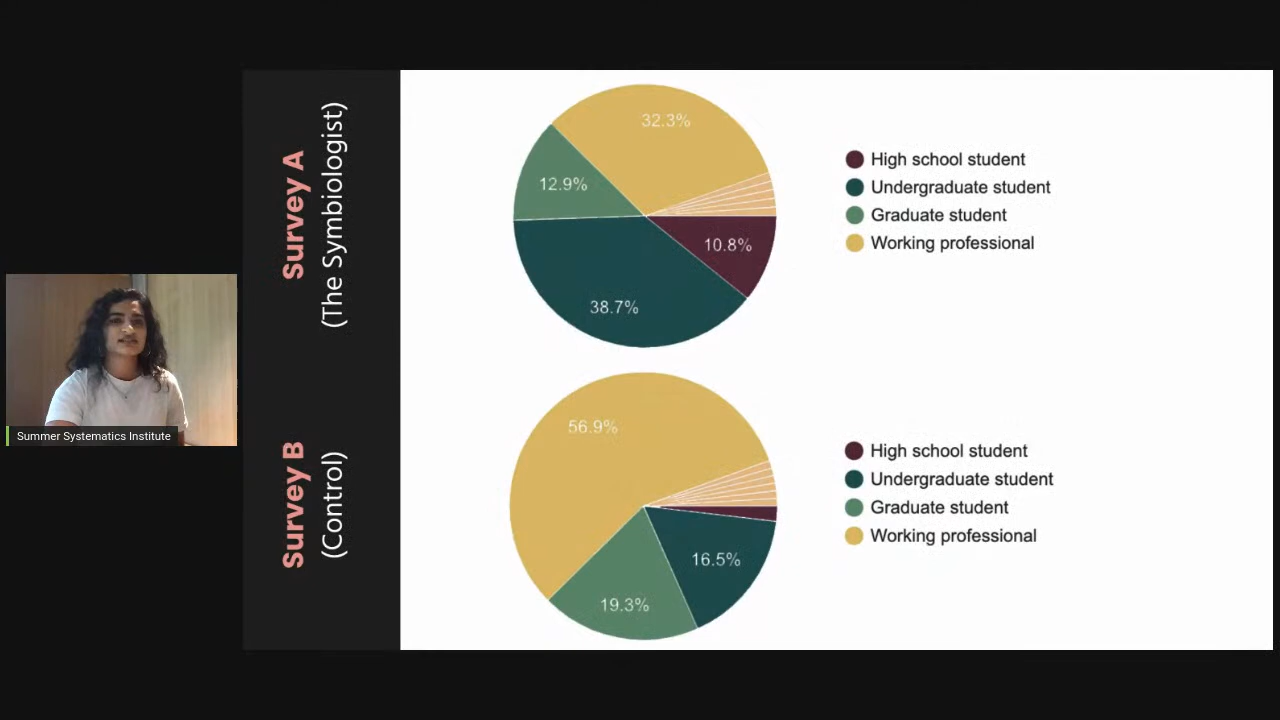 Survey A
(The Symbiologist)
32.3%
12.9%
10.8%
38.7%
High school student
Undergraduate student
Graduate student
Working professional
Summer Systematics Institute
Survey B
(Control)
56.9%
16.5%
19.3%
High school student
Undergraduate student
Graduate student
Working professional